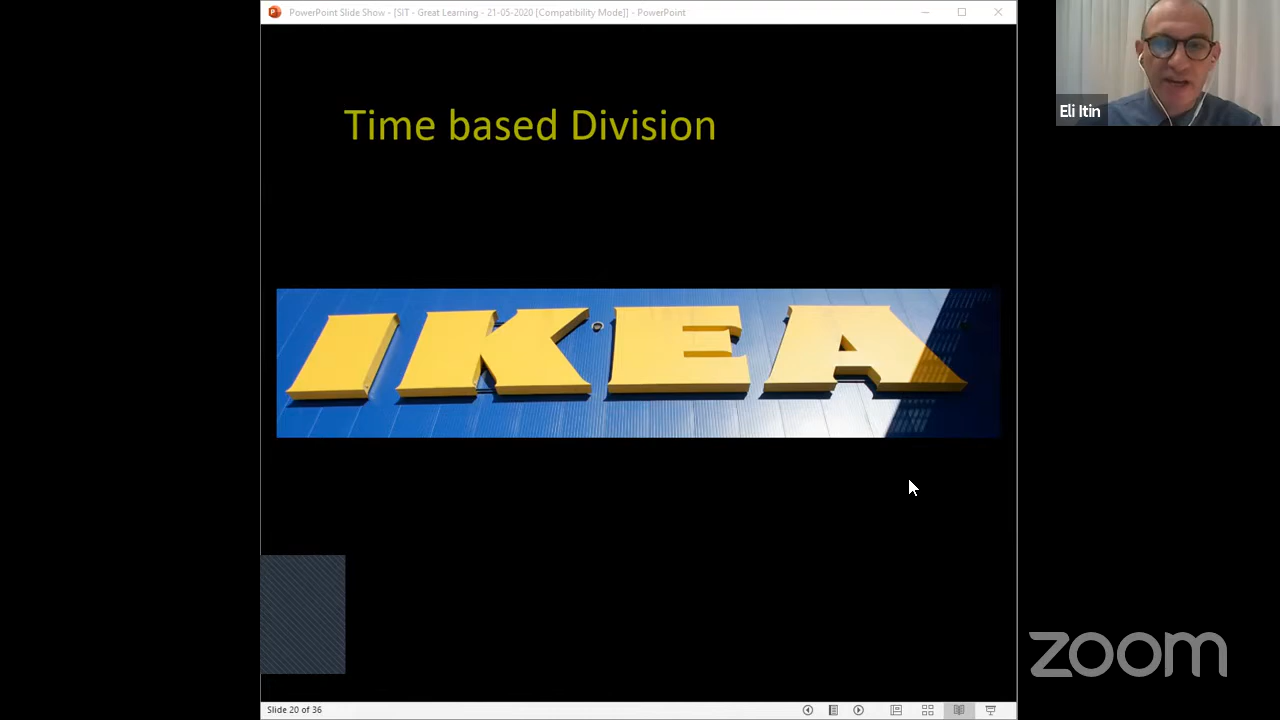 PowerPoint Slide Show - [SIT - Great Learning - 21-05-2020 [Compatibility Mode]] - PowerPoint
Eli Itin
Time based Division
IKEA
zoom
Slide 20 of 36